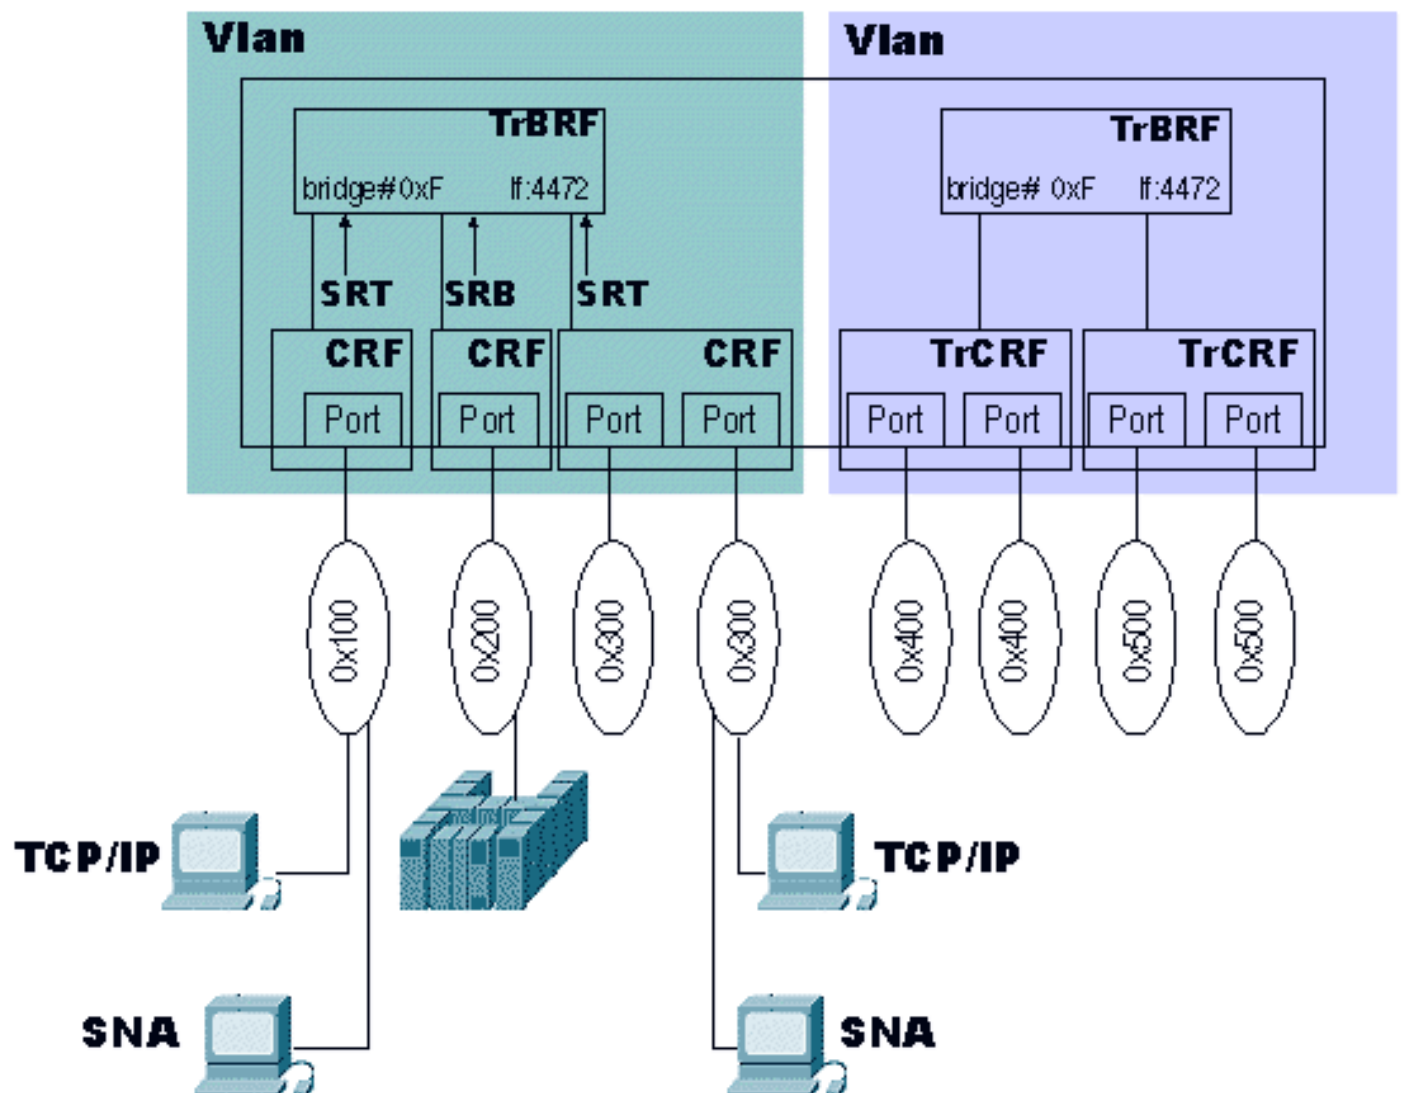 Vlan
Vlan
TrBRF
bridge# 0xF lf:4472
TrBRF
bridge# 0xF lf:4472
SRT
SRB
SRT
CRF
CRF
CRF
TrCRF
TrCRF
Port
Port
Port
Port
Port
Port
Port
Port
0x100
0x200
0x300
0x300
0x400
0x400
0x500
0x500
TCP/IP
TCP/IP
SNA
SNA